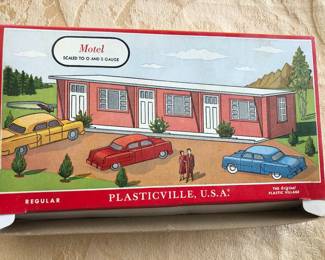 Motel
SCALED TO O AND S GAUGE
REGULAR
PLASTICVILLE, U.S.A.®
THE Original
PLASTIC VILLAGE